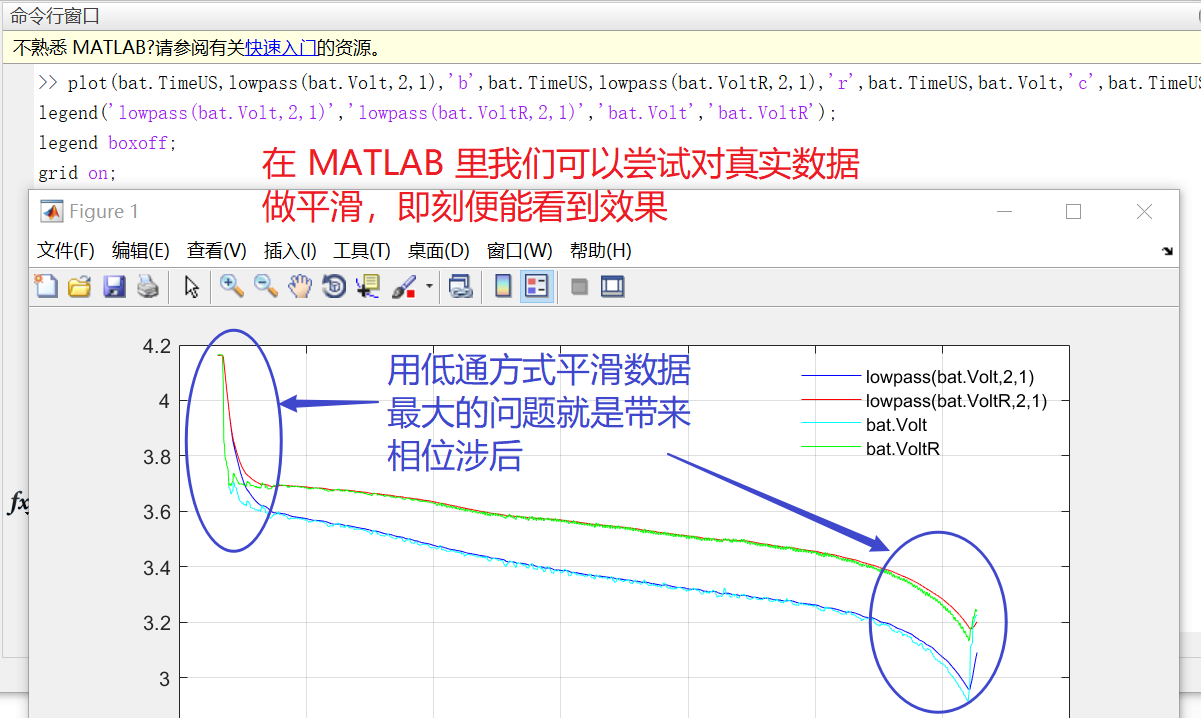 命令行窗口
不熟悉 MATLAB?请参阅有关快速入门的资源。
>> plot(bat.TimeUS,lowpass(bat.Volt,2,1),'b',bat.TimeUS,lowpass(bat.VoltR,2,1),'r',bat.TimeUS,bat.Volt,'c',bat.TimeUS
legend('lowpass(bat.Volt,2,1)','lowpass(bat.VoltR,2,1)','bat.Volt','bat.VoltR');
legend boxoff;
grid on;
在 MATLAB 里我们可以尝试对真实数据
做平滑，即刻便能看到效果
Figure 1
文件(F) 编辑(E) 查看(V) 插入(I) 工具(T) 桌面(D) 窗口(W) 帮助(H)
用低通方式平滑数据
最大的问题就是带来
相位涉后
lowpass(bat.Volt,2,1)
lowpass(bat.VoltR,2,1)
bat.Volt
bat.VoltR
4.2
4
3.8
3.6
3.4
3.2
3
fx